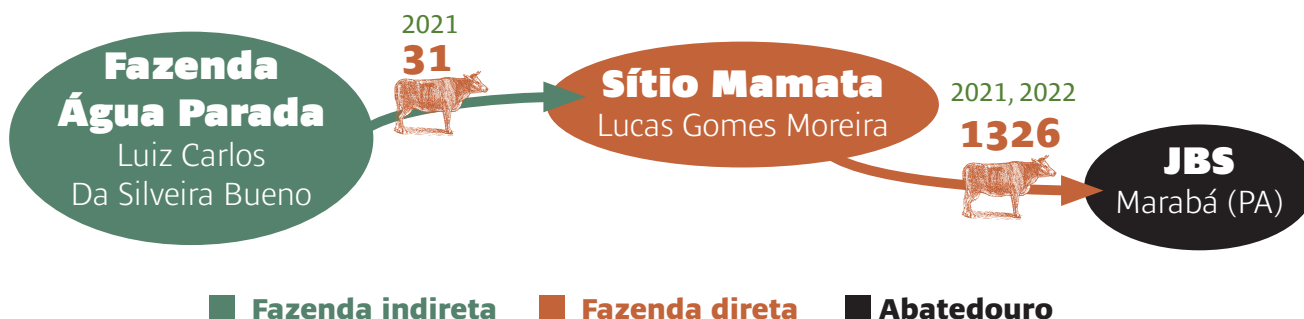 Fazenda
Água Parada
Luiz Carlos
Da Silveira Bueno
2021
31
Sítio Mamata
Lucas Gomes Moreira
2021, 2022
1326
JBS
Marabá (PA)
Fazenda indireta
Fazenda direta
Abatedouro